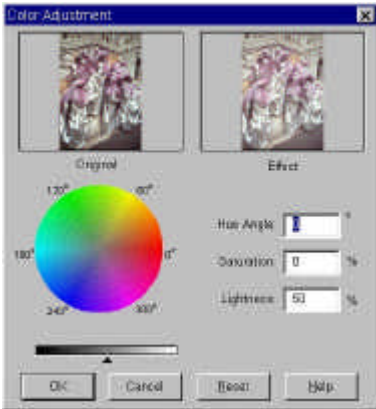 Color Adjustment
Original
Effect
120°
60°
180°
0°
240°
300°
Hue Angle 0 °
Saturation 0 %
Lightness 50 %
OK
Cancel
Reset
Help